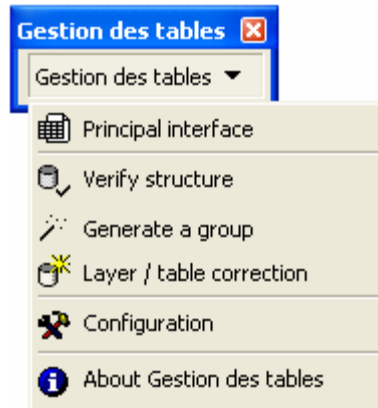 Gestion des tables
Gestion des tables
Principal interface
Verify structure
Generate a group
Layer / table correction
Configuration
About Gestion des tables